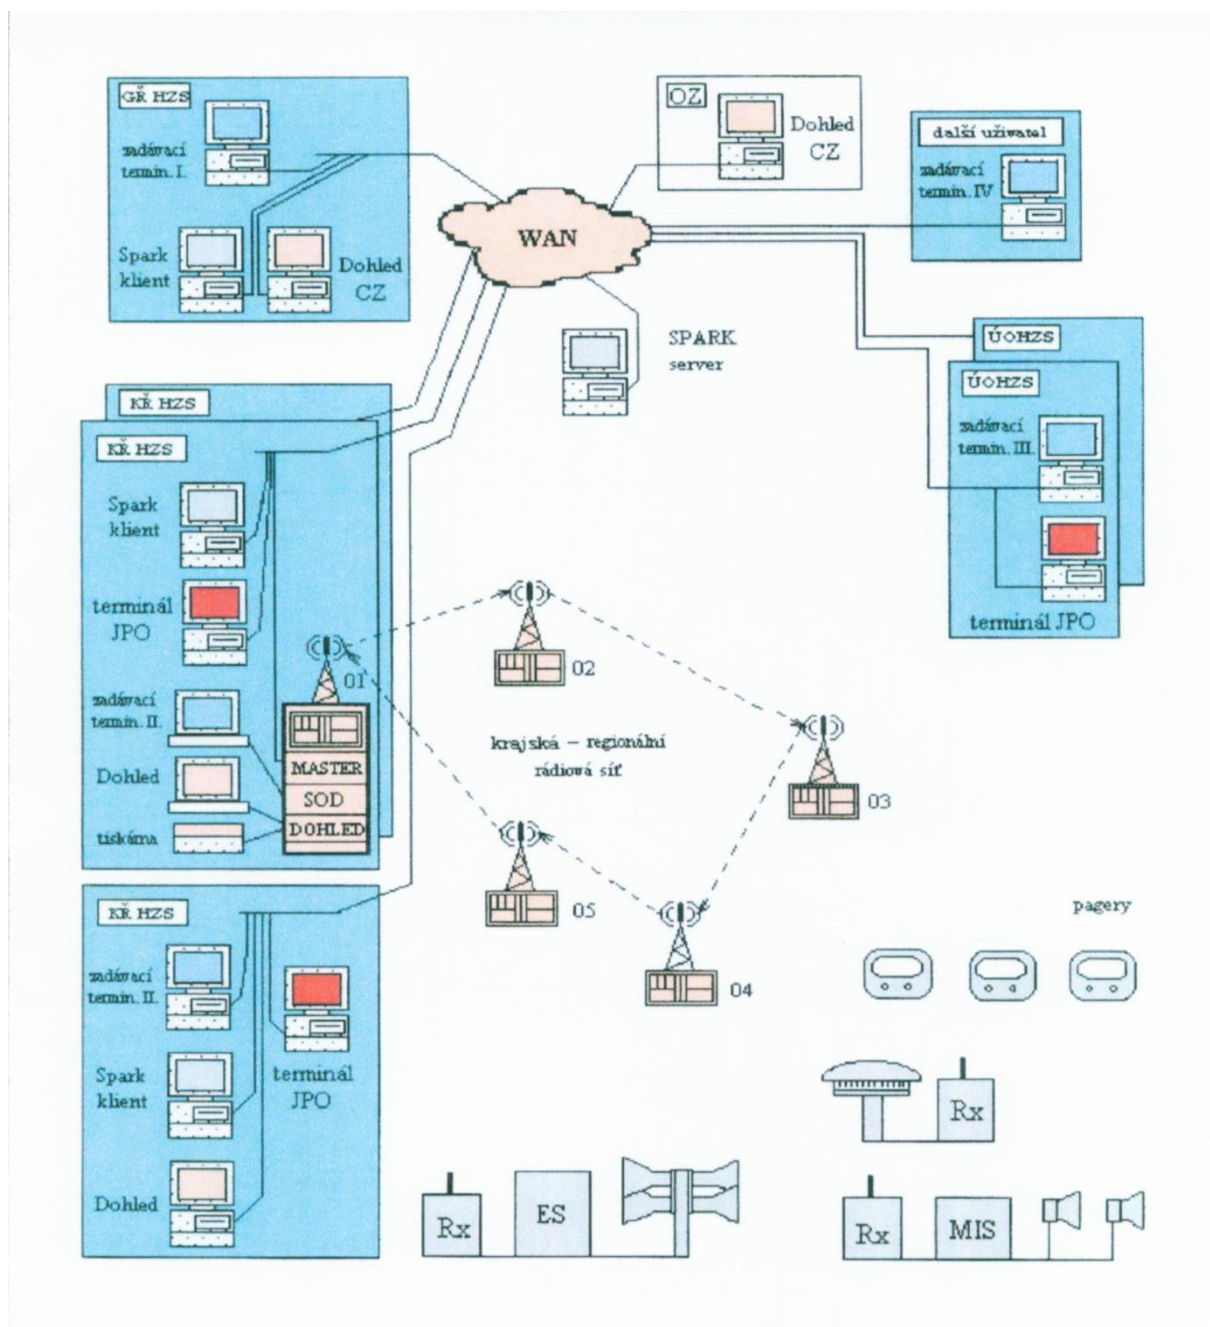 GŘ HZS
zadávací
termin. I.
Spark
klient
Dohled
CZ
OZ
Dohled
CZ
další uživatel
zadávací
termin. IV
WAN
SPARK
server
ÚOHZS
ÚOHZS
zadávací
termin. III.
terminál JPO
KŘ HZS
KŘ HZS
Spark
klient
terminál
JPO
01
zadávací
termin. II.
Dohled
tiskárna
MASTER
SOD
DOHLED
02
krajská – regionální
rádiová síť
03
05
04
KŘ HZS
zadávací
termin. II.
Spark
klient
Dohled
terminál
JPO
pagery
Rx
Rx
ES
Rx
MIS